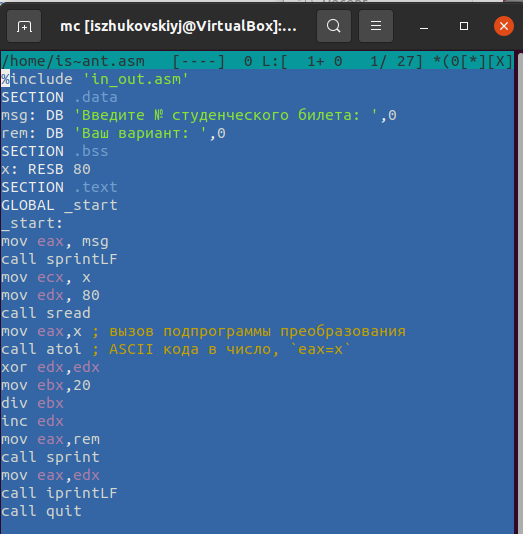 mc [iszhukovskiyj@VirtualBox]:...
/home/is~ant.asm   [----]  0 L:[  1+ 0   1/ 27] *(0[*][X]
%include 'in_out.asm'
SECTION .data
msg: DB 'Введите № студенческого билета: ',0
rem: DB 'Ваш вариант: ',0
SECTION .bss
x: RESB 80
SECTION .text
GLOBAL _start
_start:
mov eax, msg
call sprintLF
mov ecx, x
mov edx, 80
call sread
mov eax,x ; вызов подпрограммы преобразования
call atoi ; ASCII кода в число, `eax=x`
xor edx,edx
mov ebx,20
div ebx
inc edx
mov eax,rem
call sprint
mov eax,edx
call iprintLF
call quit